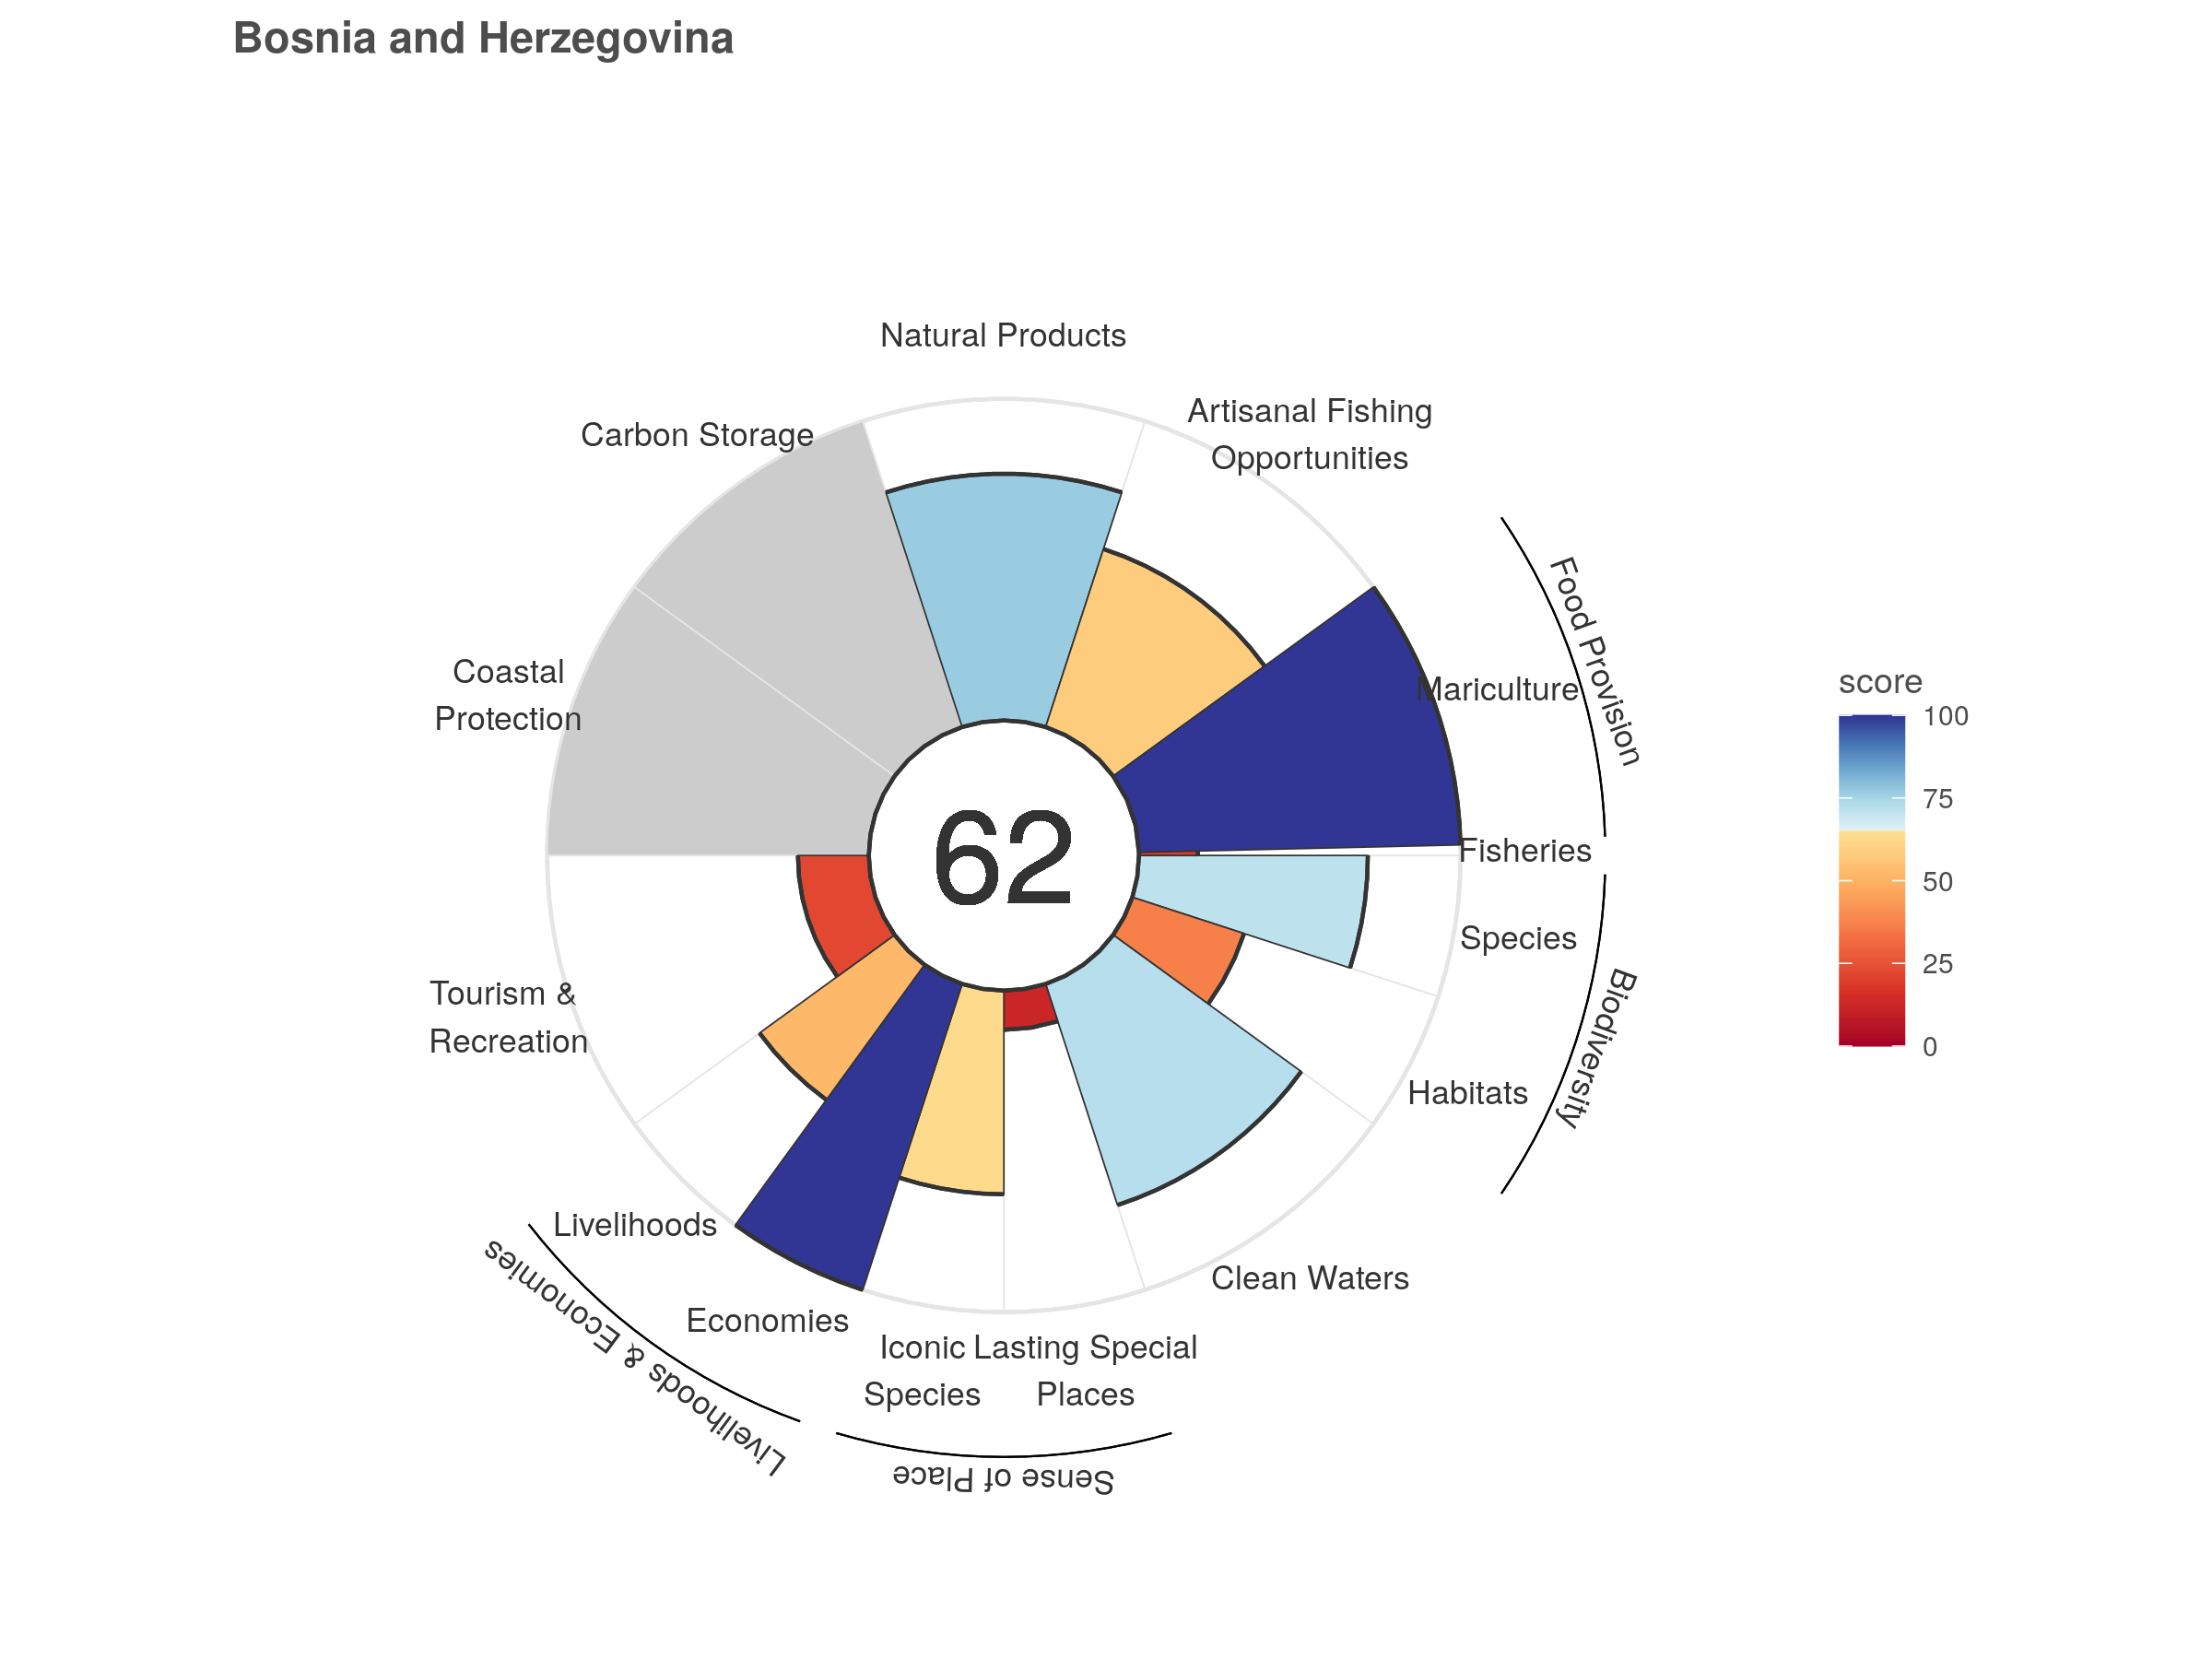 Bosnia and Herzegovina
Natural Products
Artisanal Fishing
Opportunities
Carbon Storage
Food Provision
Coastal
Protection
Mariculture
score
100
75
50
25
0
62
Fisheries
Species
Biodiversity
Tourism &
Recreation
Habitats
Livelihoods
Livelihoods & Economies
Clean Waters
Economies
Iconic
Species
Lasting Special
Places
Sense of Place